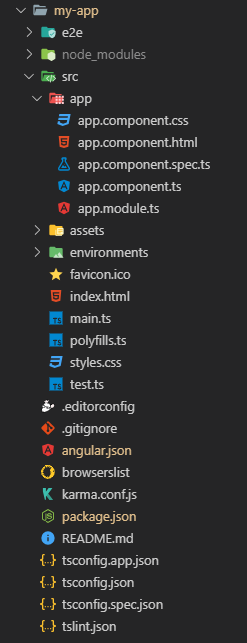 my-app
e2e
node_modules
src
app
app.component.css
app.component.html
app.component.spec.ts
app.component.ts
app.module.ts
assets
environments
favicon.ico
index.html
main.ts
polyfills.ts
styles.css
test.ts
.editorconfig
.gitignore
angular.json
browserslist
karma.conf.js
package.json
README.md
tsconfig.app.json
tsconfig.json
tsconfig.spec.json
tslint.json